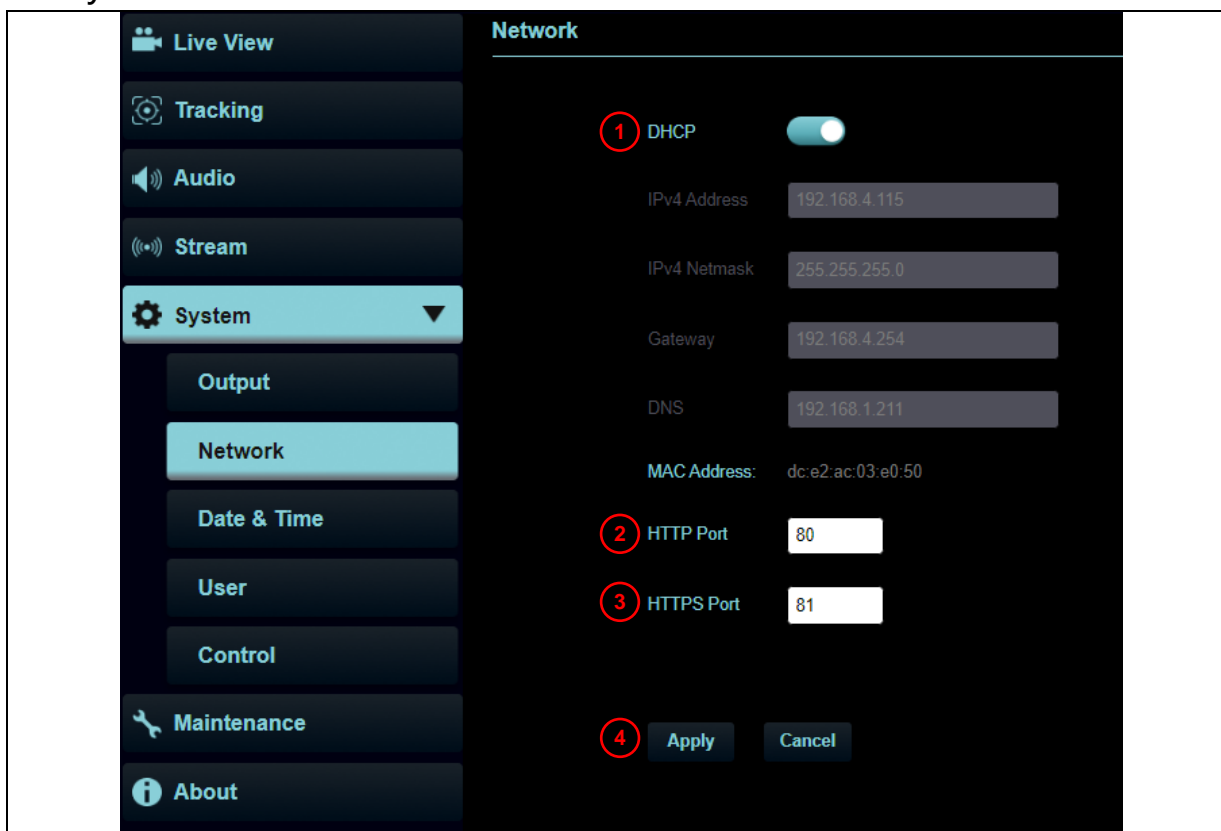 Live View
Tracking
Audio
Stream
System
Output
Network
Date & Time
User
Control
Maintenance
About
Network
1 DHCP
IPv4 Address 192.168.4.115
IPv4 Netmask 255.255.255.0
Gateway 192.168.4.254
DNS 192.168.1.211
MAC Address: dc:e2:ac:03:e0:50
2 HTTP Port 80
3 HTTPS Port 81
4 Apply Cancel